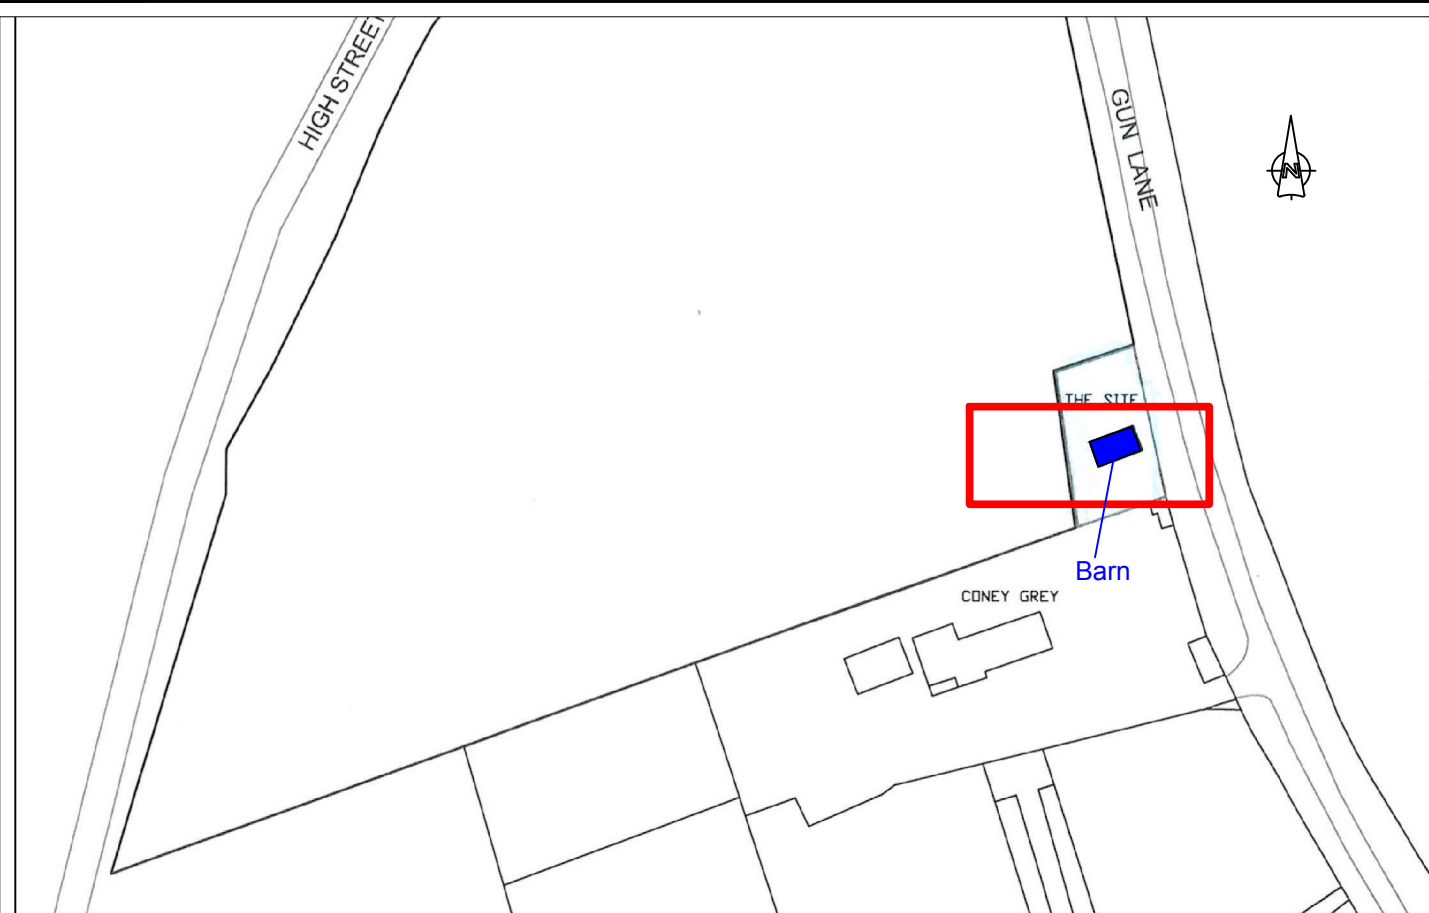 HIGH STREET
GUN LANE
N
THE SITE
Barn
CONEY GREY